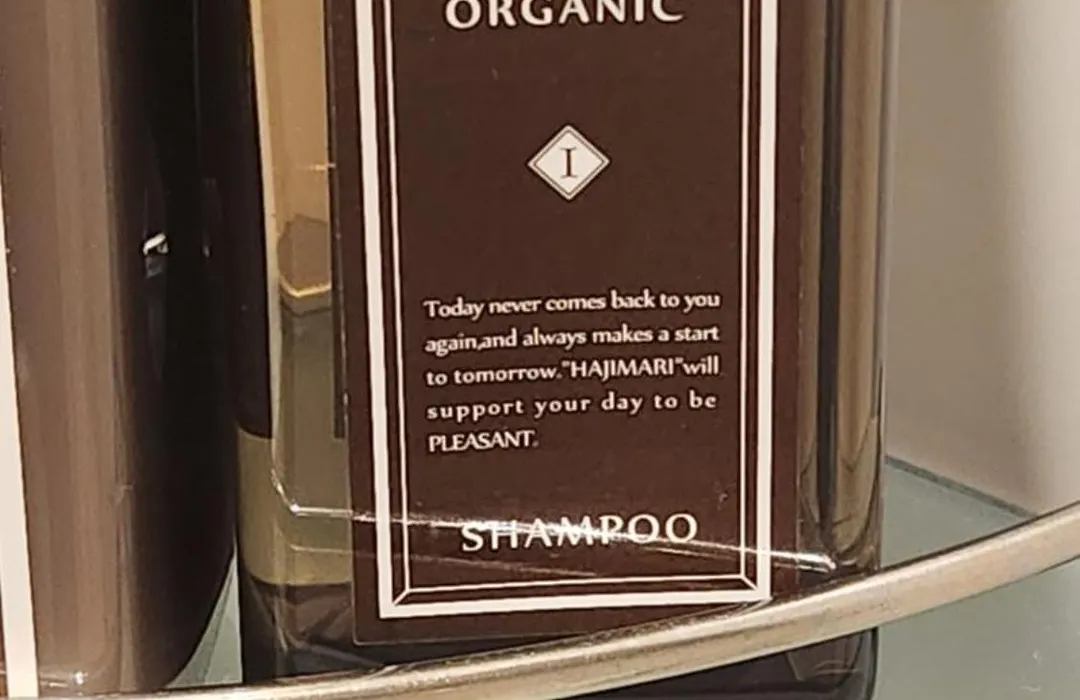 ORGANIC
I
Today never comes back to you
again,and always makes a start
to tomorrow."HAJIMARI"will
support your day to be
PLEASANT.
SHAMPOO